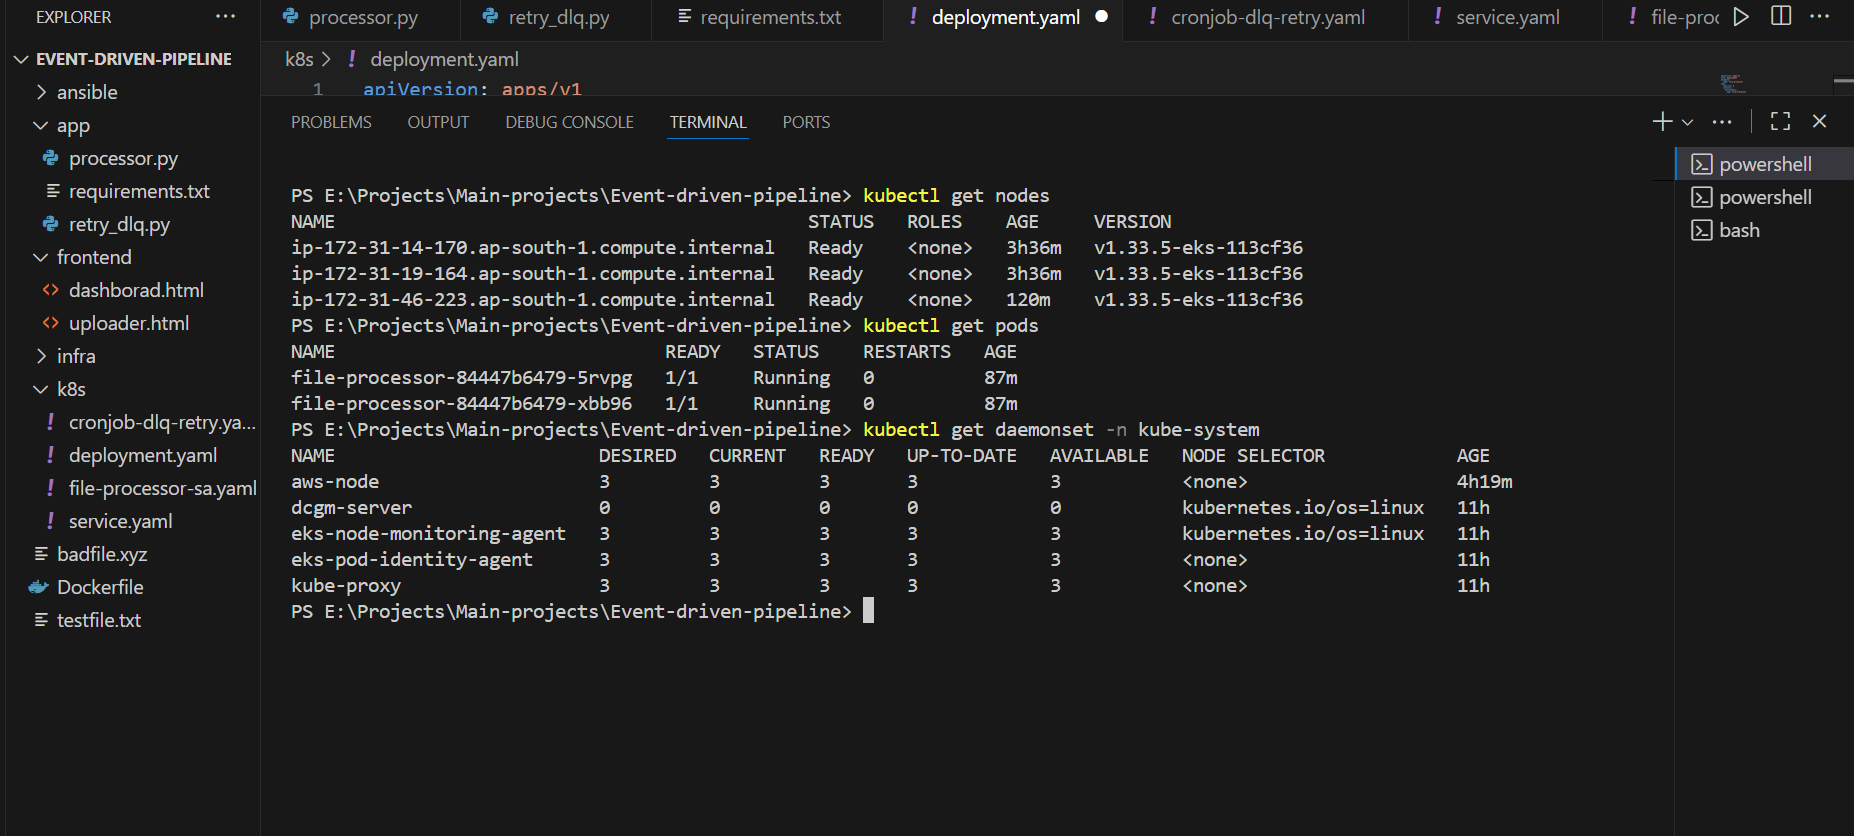 EXPLORER ...
EVENT-DRIVEN-PIPELINE
ansible
app
processor.py
requirements.txt
retry_dlq.py
frontend
dashborad.html
uploader.html
infra
k8s
cronjob-dlq-retry.ya...
deployment.yaml
file-processor-sa.yaml
service.yaml
badfile.xyz
Dockerfile
testfile.txt
processor.py retry_dlq.py requirements.txt deployment.yaml cronjob-dlq-retry.yaml service.yaml file-proc ...
k8s > deployment.yaml
1 apiVersion: apps/v1
PROBLEMS OUTPUT DEBUG CONSOLE TERMINAL PORTS
PS E:\Projects\Main-projects\Event-driven-pipeline> kubectl get nodes
NAME STATUS ROLES AGE VERSION
ip-172-31-14-170.ap-south-1.compute.internal Ready <none> 3h36m v1.33.5-eks-113cf36
ip-172-31-19-164.ap-south-1.compute.internal Ready <none> 3h36m v1.33.5-eks-113cf36
ip-172-31-46-223.ap-south-1.compute.internal Ready <none> 120m v1.33.5-eks-113cf36
PS E:\Projects\Main-projects\Event-driven-pipeline> kubectl get pods
NAME READY STATUS RESTARTS AGE
file-processor-84447b6479-5rvpg 1/1 Running 0 87m
file-processor-84447b6479-xbb96 1/1 Running 0 87m
PS E:\Projects\Main-projects\Event-driven-pipeline> kubectl get daemonset -n kube-system
NAME DESIRED CURRENT READY UP-TO-DATE AVAILABLE NODE SELECTOR AGE
aws-node 3 3 3 3 3 <none> 4h19m
dcgm-server 0 0 0 0 0 kubernetes.io/os=linux 11h
eks-node-monitoring-agent 3 3 3 3 3 kubernetes.io/os=linux 11h
eks-pod-identity-agent 3 3 3 3 3 <none> 11h
kube-proxy 3 3 3 3 3 <none> 11h
PS E:\Projects\Main-projects\Event-driven-pipeline>
powershell
powershell
bash